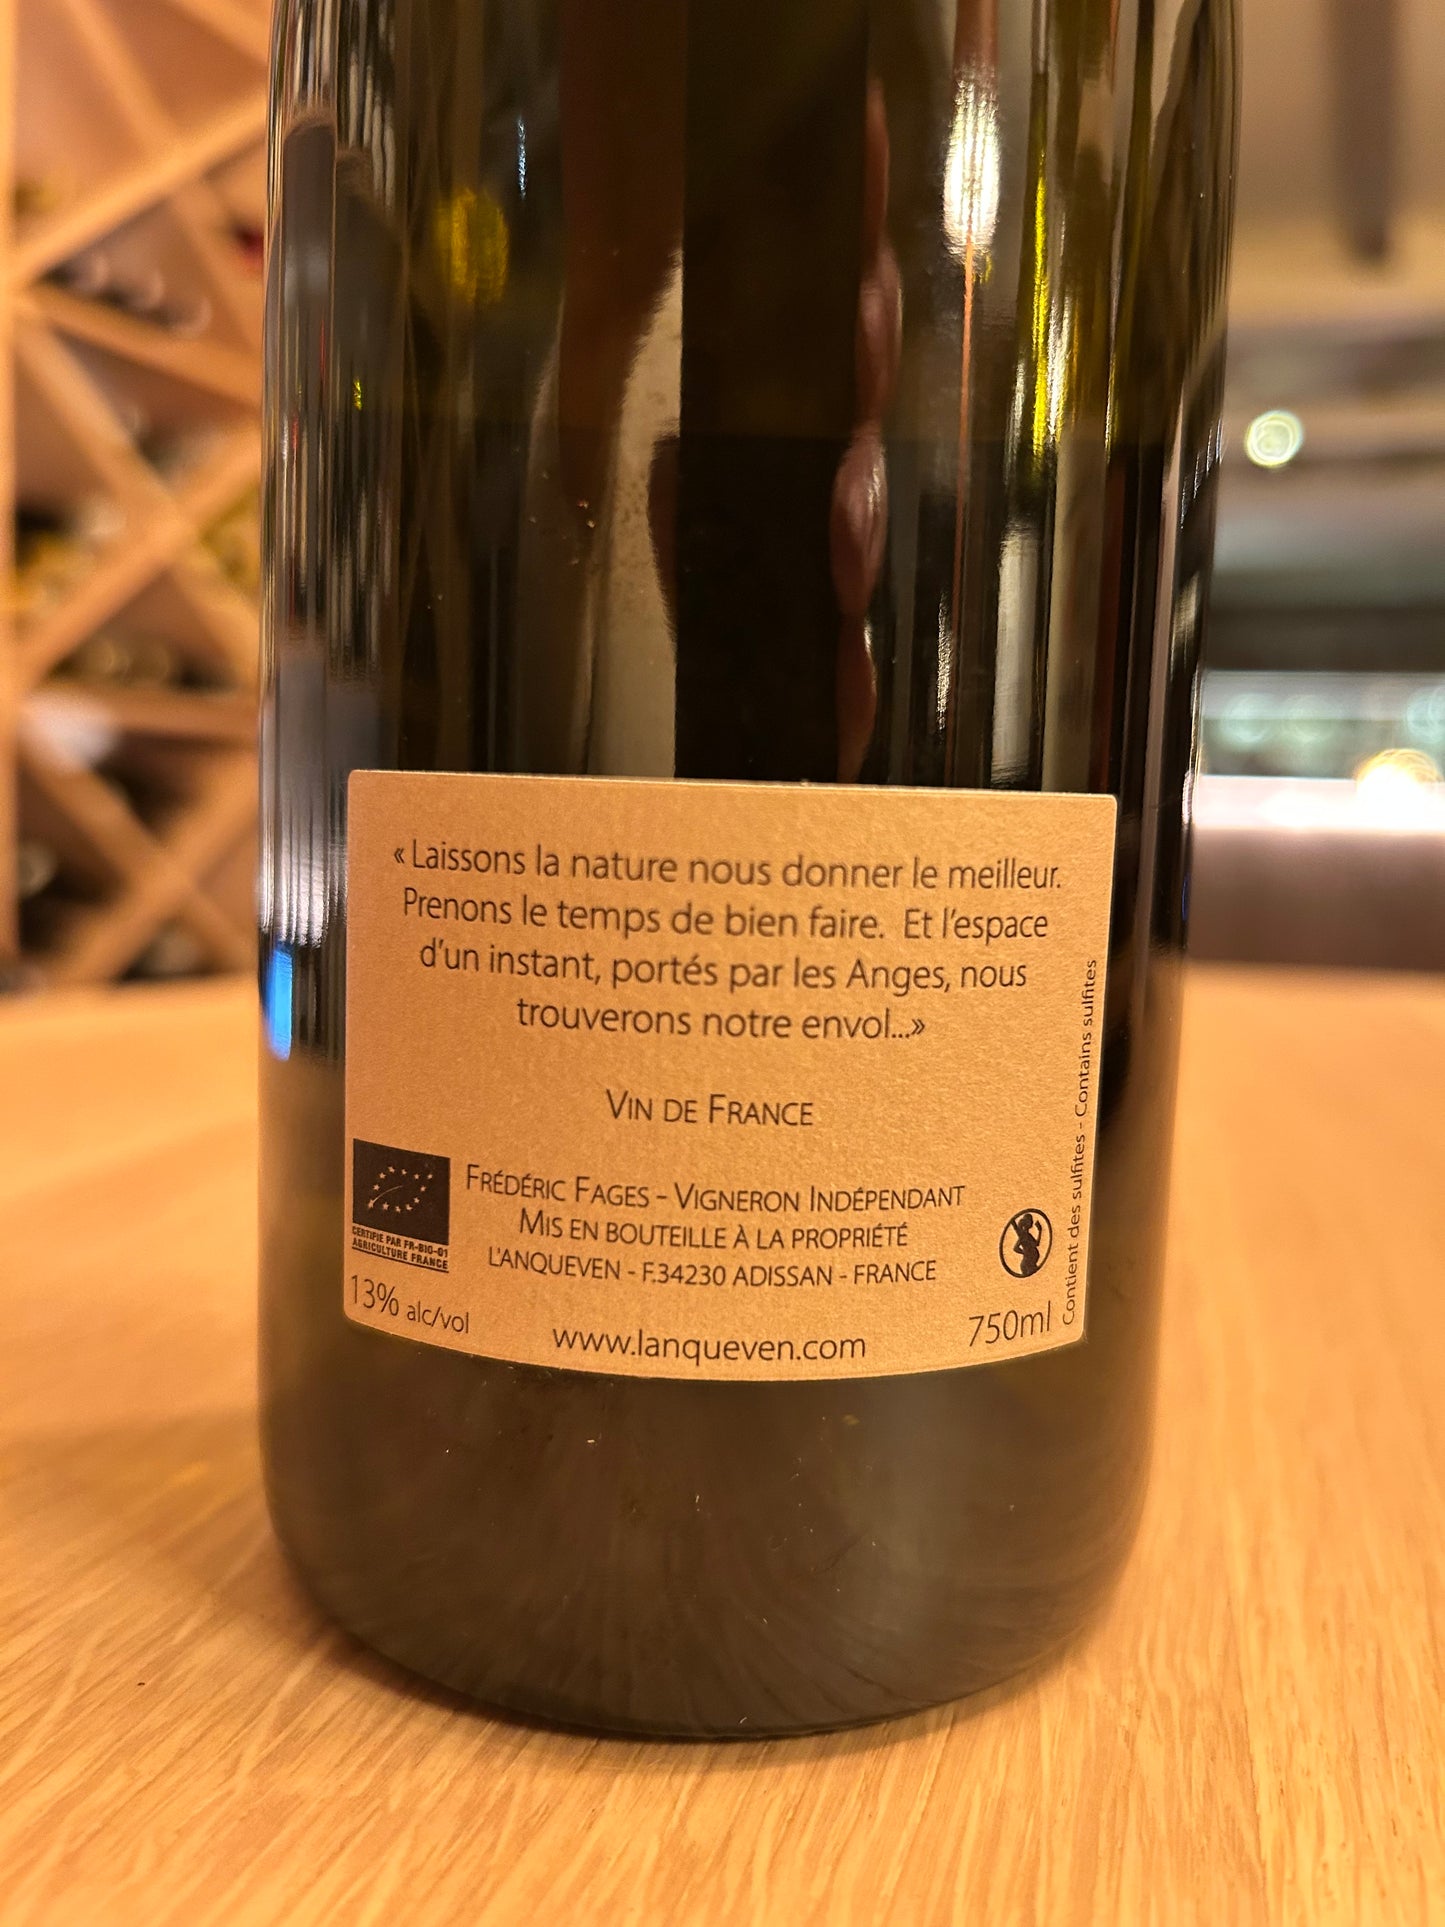 « Laissons la nature nous donner le meilleur.
Prenons le temps de bien faire. Et l'espace
d'un instant, portés par les Anges, nous
trouverons notre envol...»
VIN DE FRANCE
FRÉDÉRIC FAGES - VIGNERON INDÉPENDANT
MIS EN BOUTEILLE À LA PROPRIÉTÉ
L'ANQUEVEN - F.34230 ADISSAN - FRANCE
CERTIFIE PAR FR-BIO-01
AGRICULTURE FRANCE
13% alc/vol
www.lanqueven.com
750ml
Contient des sulfites - Contains sulfites